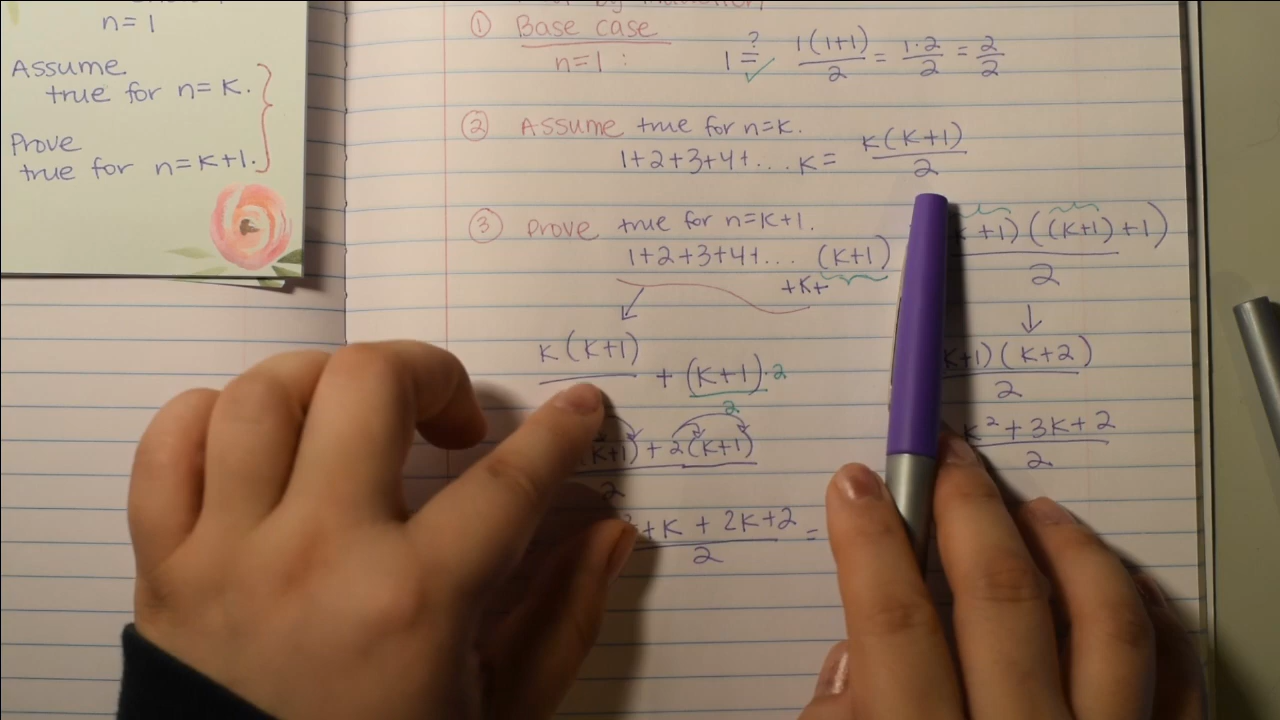 n=1
Assume
true for n=K.
Prove
true for n=K+1.
① Base case
n=1 : 1 ≟ ✓ 1(1+1)/2 = 1·2/2 = 2/2
② Assume true for n=K.
1+2+3+4+... K = K(K+1)/2
③ Prove true for n=K+1.
1+2+3+4+... +K+ (K+1)
K+1)((K+1)+1)/2
K(K+1) + (K+1)·2/2
K+1)(K+2)/2
(K+1) + 2(K+1)/2
K²+3K+2/2
²+K+2K+2/2 =